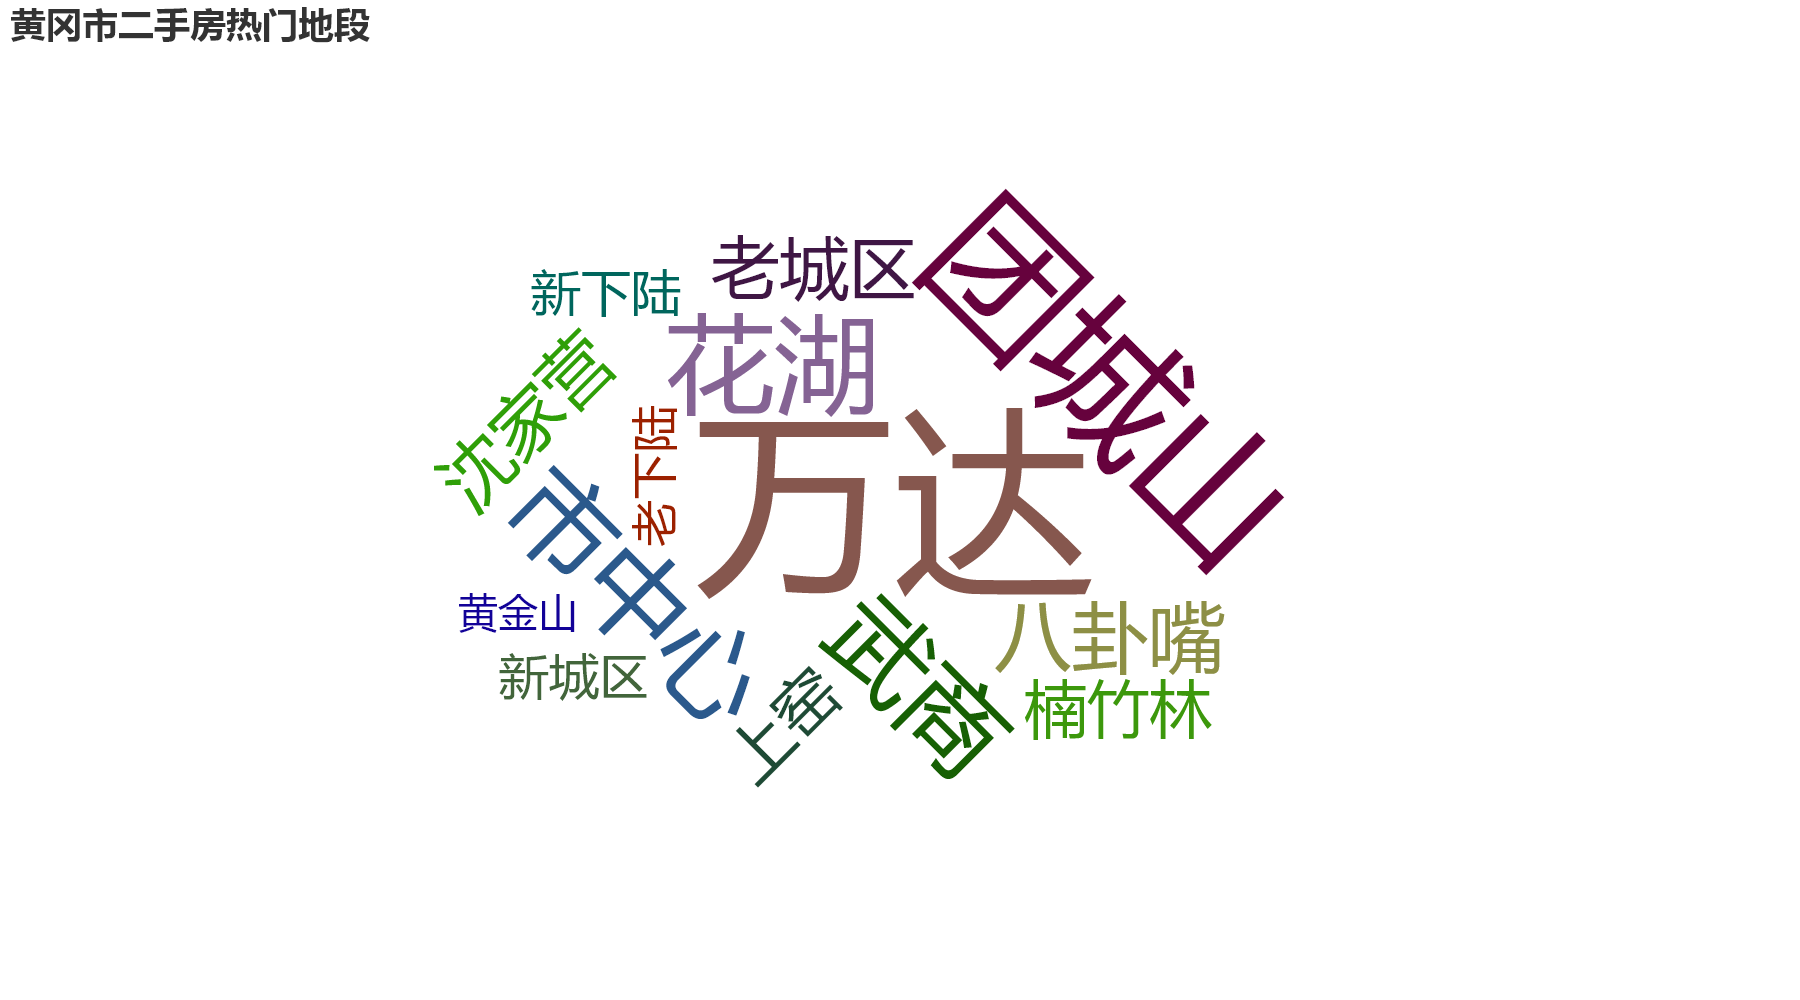 黄冈市二手房热门地段
团城山
老城区
新下陆
花湖
沈家营
老下陆
万达
市中心
黄金山
武商
八卦嘴
新城区
上窑
楠竹林